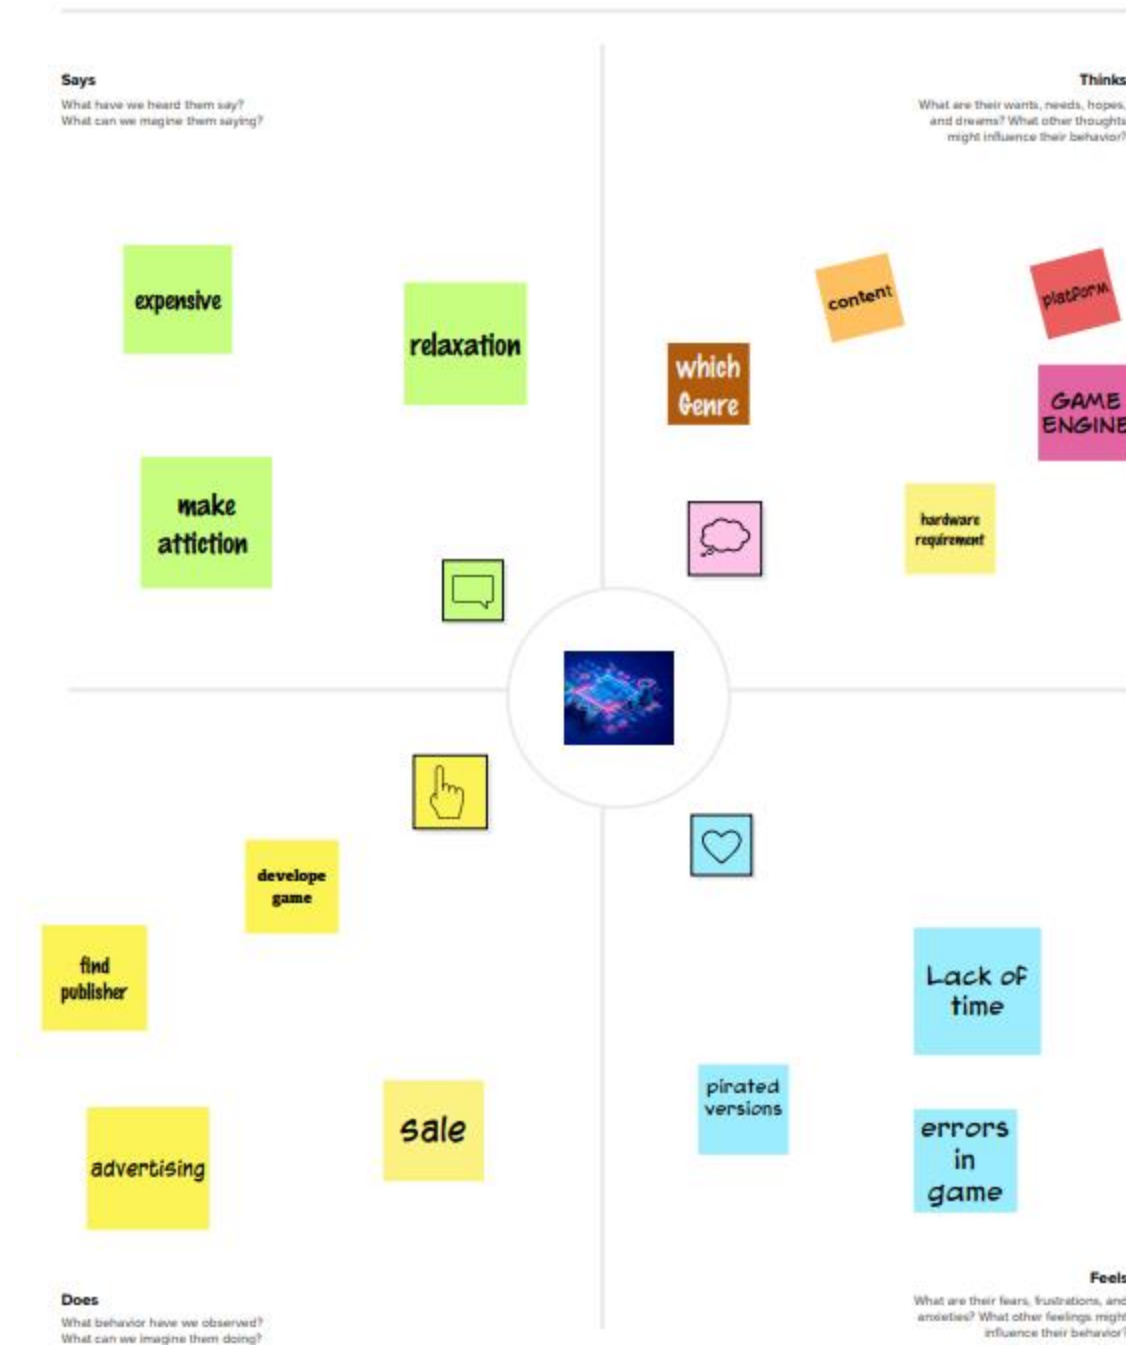 Says
What have we heard them say?
What can we magine them saying?
Thinks
What are their wants, needs, hopes,
and dreams? What other thoughts
might influence their behavior?
expensive
relaxation
make
attiction
content
platform
which
Genre
GAME
ENGINE
hardware
requirement
develope
game
find
publisher
advertising
sale
Lack of
time
pirated
versions
errors
in
game
Does
What behavior have we observed?
What can we imagine them doing?
Feels
What are their fears, frustrations, and
anxieties? What other feelings might
influence their behavior?